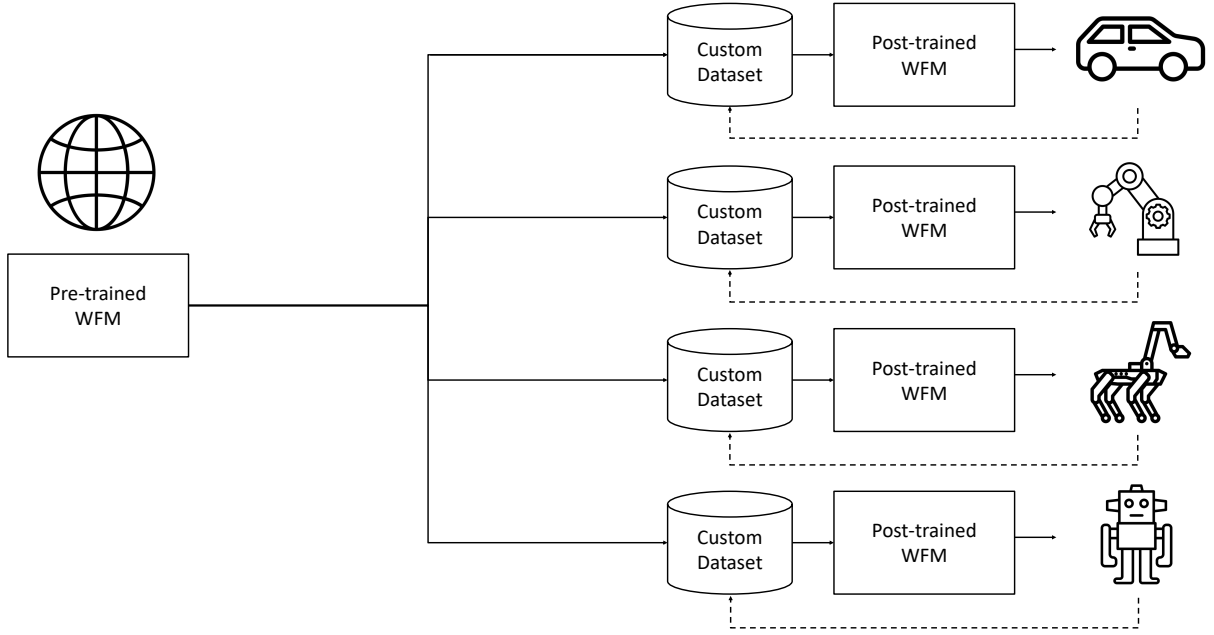 Custom
Dataset
Post-trained
WFM
Custom
Dataset
Post-trained
WFM
Pre-trained
WFM
Custom
Dataset
Post-trained
WFM
Custom
Dataset
Post-trained
WFM